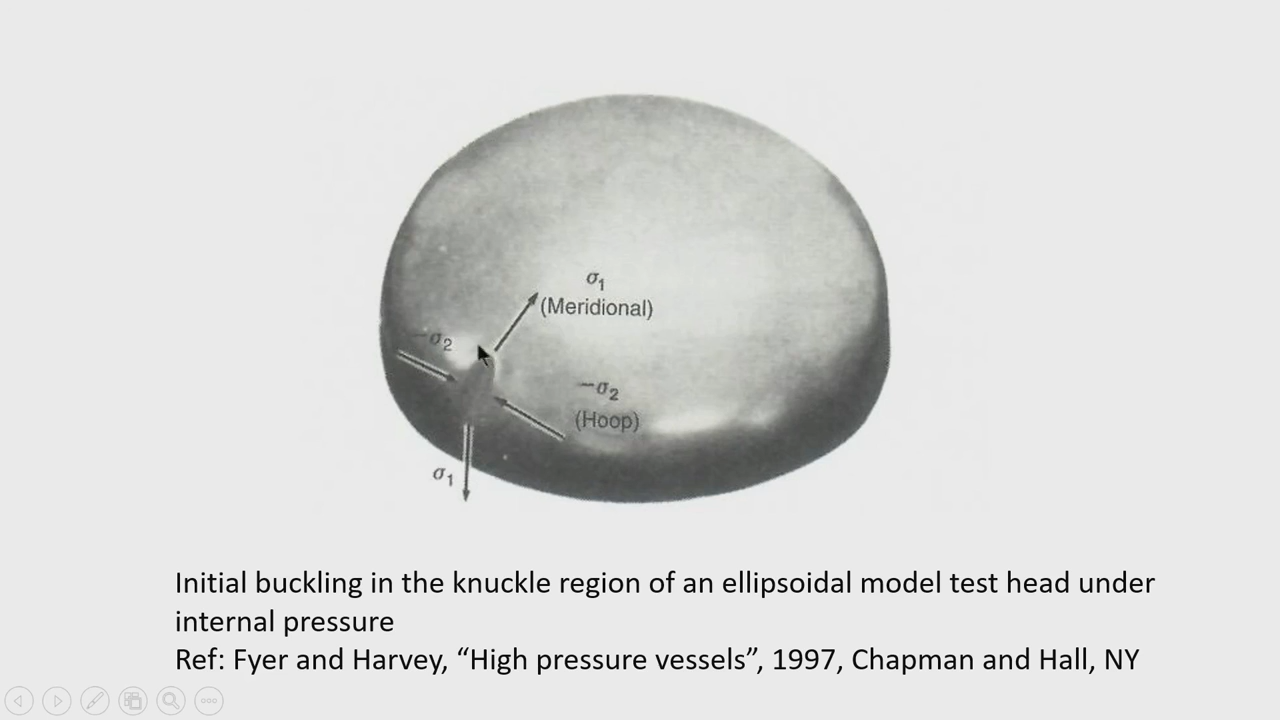 σ1
(Meridional)
−σ2
−σ2
(Hoop)
σ1
Initial buckling in the knuckle region of an ellipsoidal model test head under
internal pressure
Ref: Fyer and Harvey, “High pressure vessels”, 1997, Chapman and Hall, NY